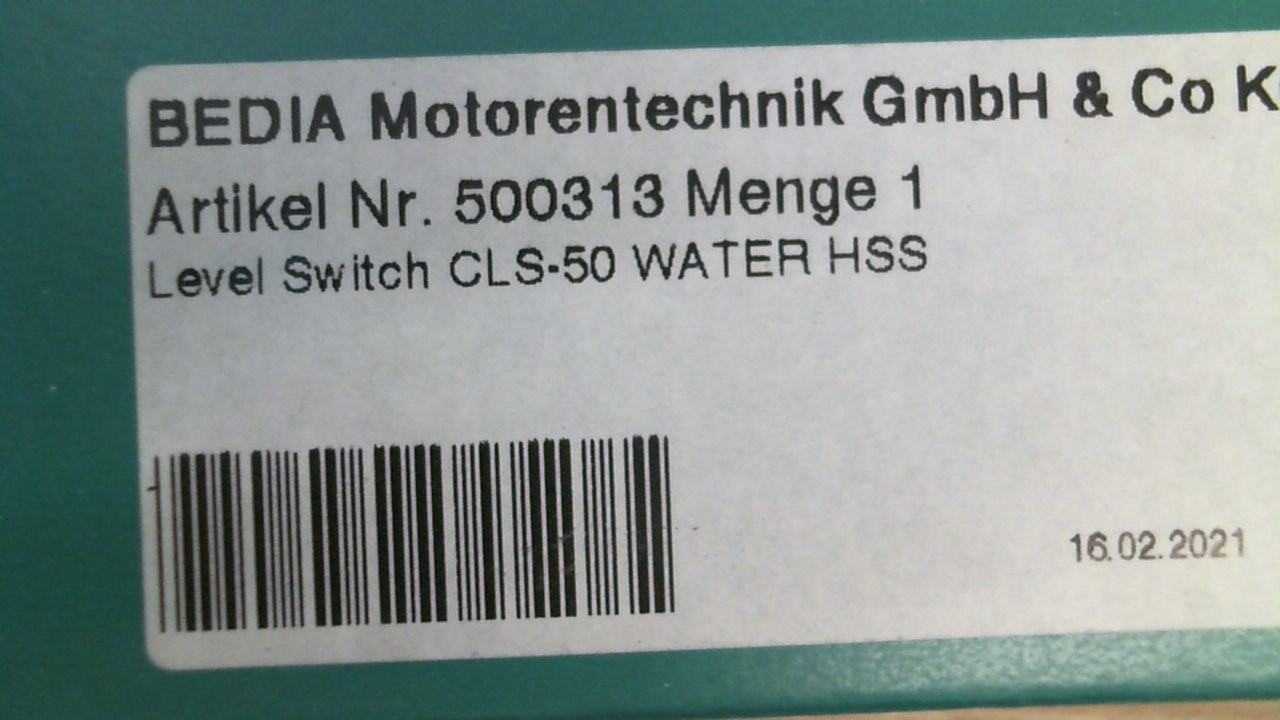 BEDIA Motorentechnik GmbH & Co K
Artikel Nr. 500313 Menge 1
Level Switch CLS-50 WATER HSS
16.02.2021